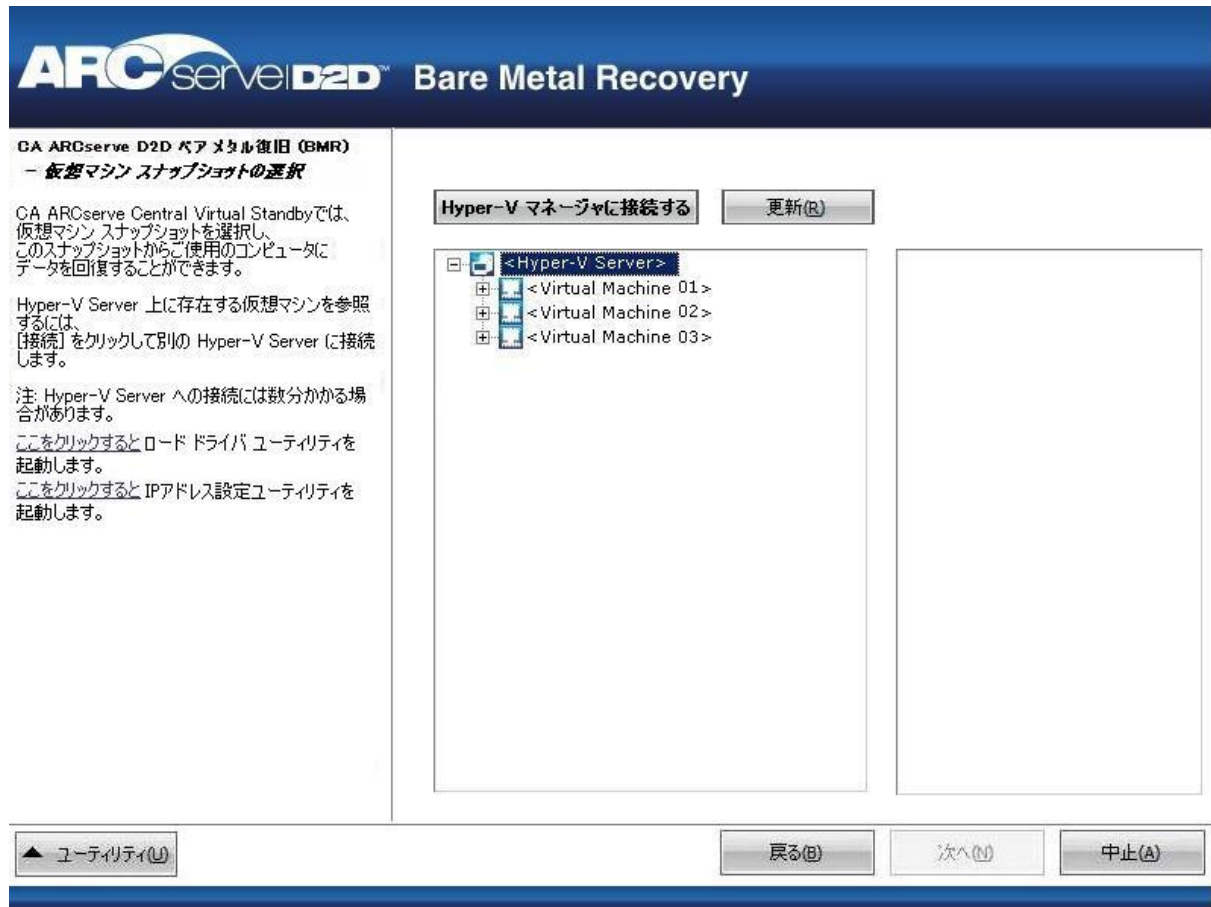 ARCserve D2D™ Bare Metal Recovery
CA ARCserve D2D ベア メタル復旧 (BMR)
- 仮想マシン スナップショットの選択
CA ARCserve Central Virtual Standbyでは、
仮想マシン スナップショットを選択し、
このスナップショットからご使用のコンピュータに
データを回復することができます。
Hyper-V Server 上に存在する仮想マシンを参照
するには、
[接続] をクリックして別の Hyper-V Server に接続
します。
注: Hyper-V Server への接続には数分かかる場
合があります。
ここをクリックするとロード ドライバ ユーティリティを
起動します。
ここをクリックすると IPアドレス設定ユーティリティを
起動します。
Hyper-V マネージャに接続する
更新(R)
<Hyper-V Server>
<Virtual Machine 01>
<Virtual Machine 02>
<Virtual Machine 03>
▲ ユーティリティ(U)
戻る(B)
次へ(N)
中止(A)